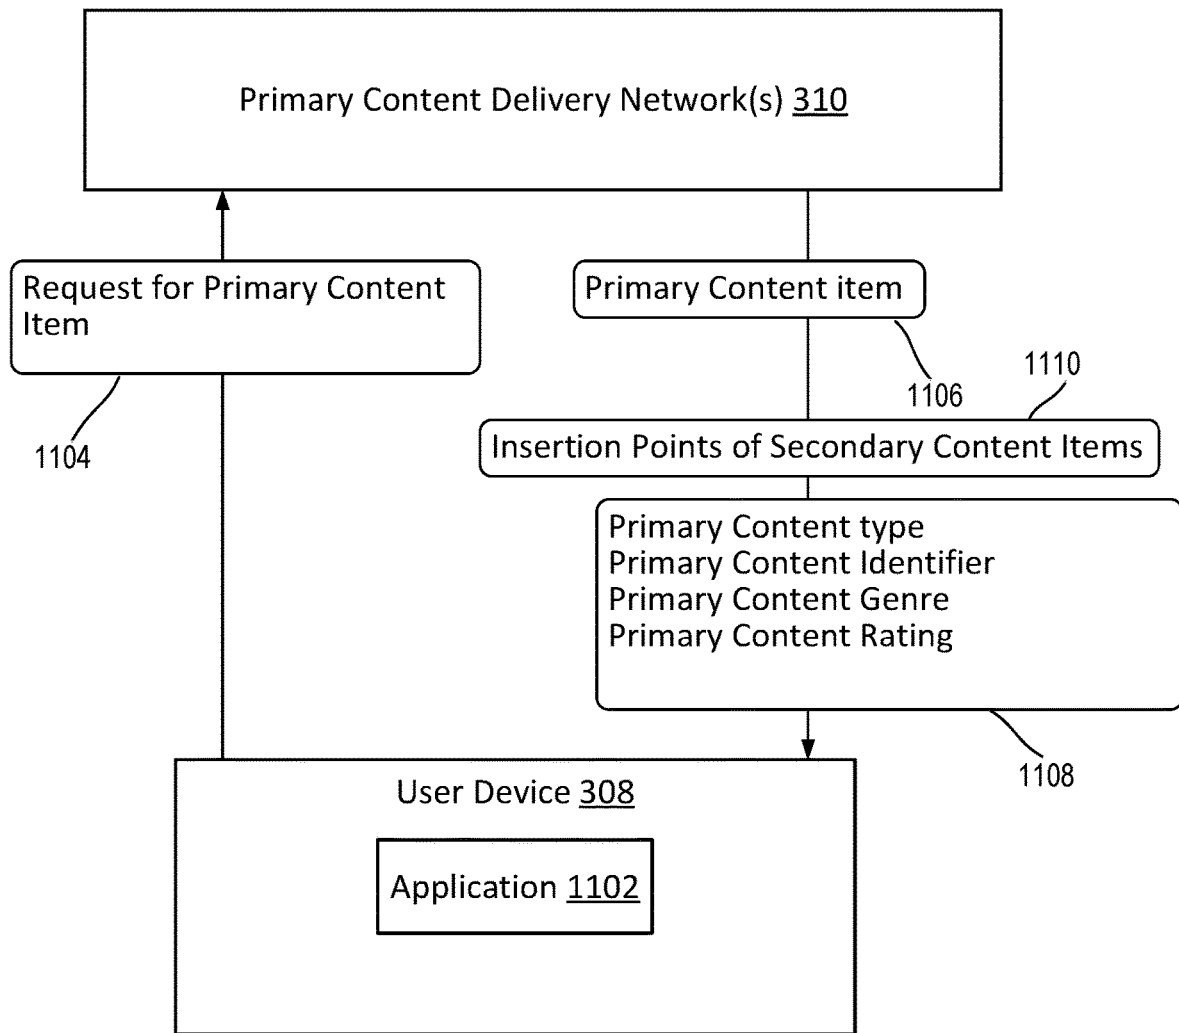 Primary Content Delivery Network(s) 310
Request for Primary Content
Item
1104
Primary Content item
1106
1110
Insertion Points of Secondary Content Items
Primary Content type
Primary Content Identifier
Primary Content Genre
Primary Content Rating
1108
User Device 308
Application 1102